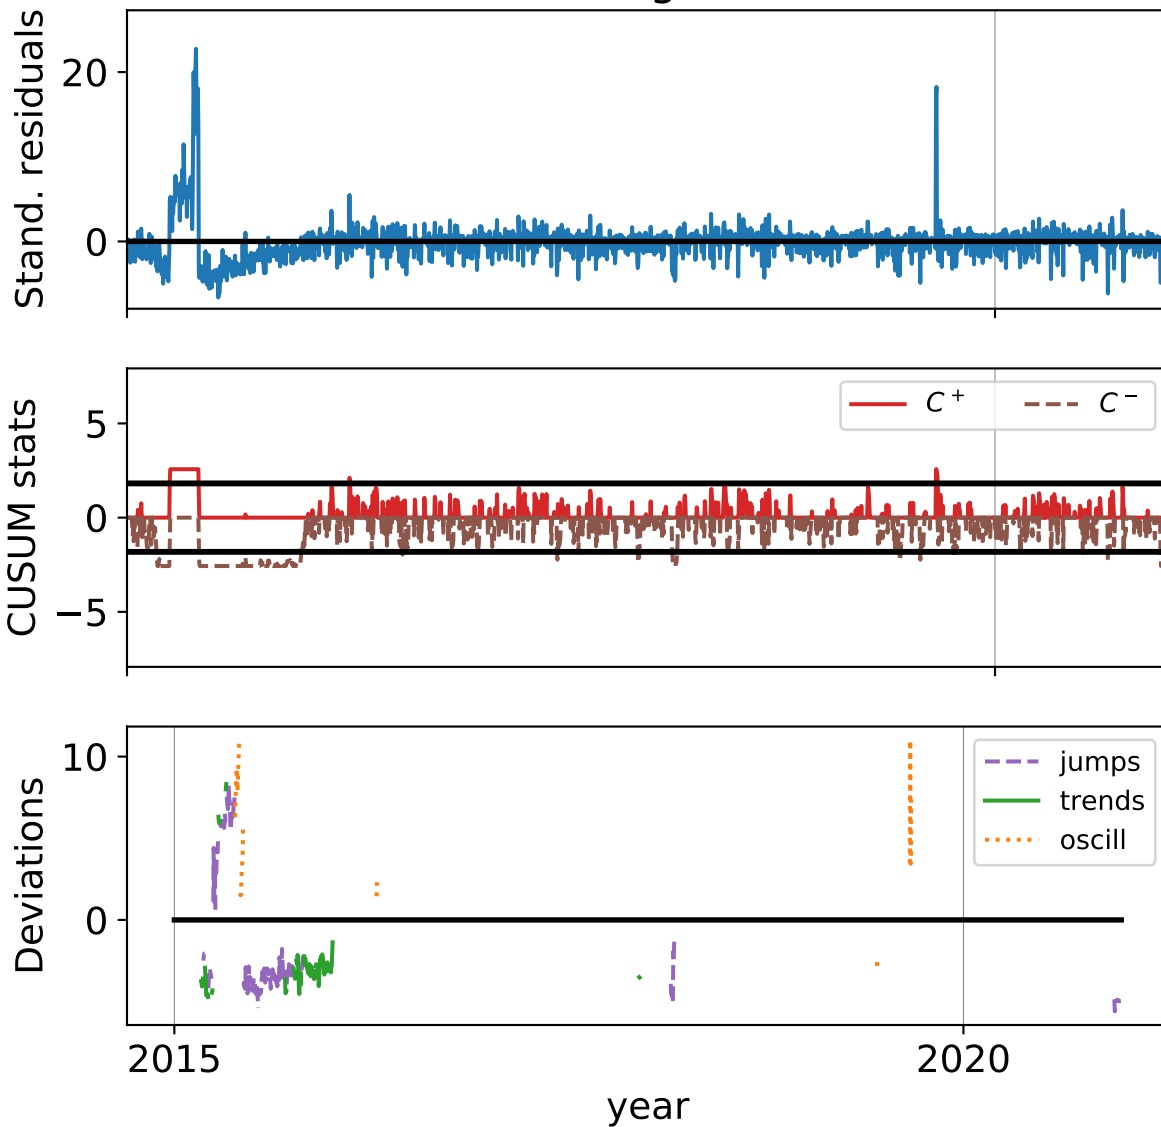 Stand. residuals
20
0
CUSUM stats
5
0
−5
C+ C−
Deviations
10
0
jumps
trends
oscill
2015 2020
year